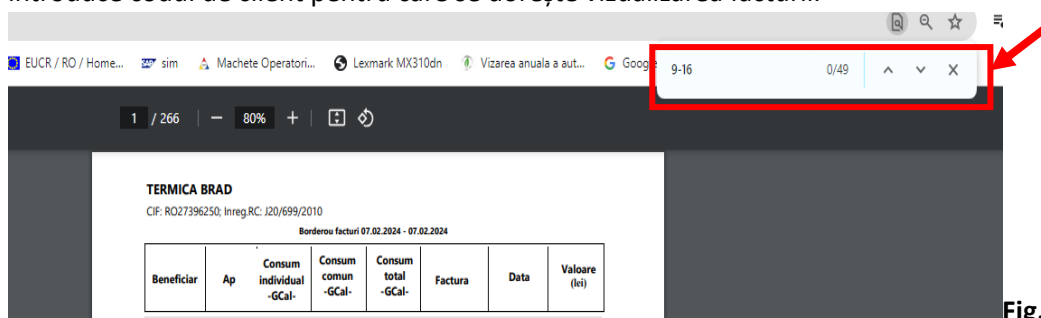 introduce codul de client pentru care se dorește vizualizarea facturii.
EUCR / RO / Home... sim Machete Operatori... Lexmark MX310dn Vizarea anuala a aut... Google
9-16 0/49
1 / 266 80%
TERMICA BRAD
CIF: RO27396250; Inreg.RC: J20/699/2010
Borderou facturi 07.02.2024 - 07.02.2024
Beneficiar Ap Consum individual -GCal- Consum comun -GCal- Consum total -GCal- Factura Data Valoare (lei)
Fig.